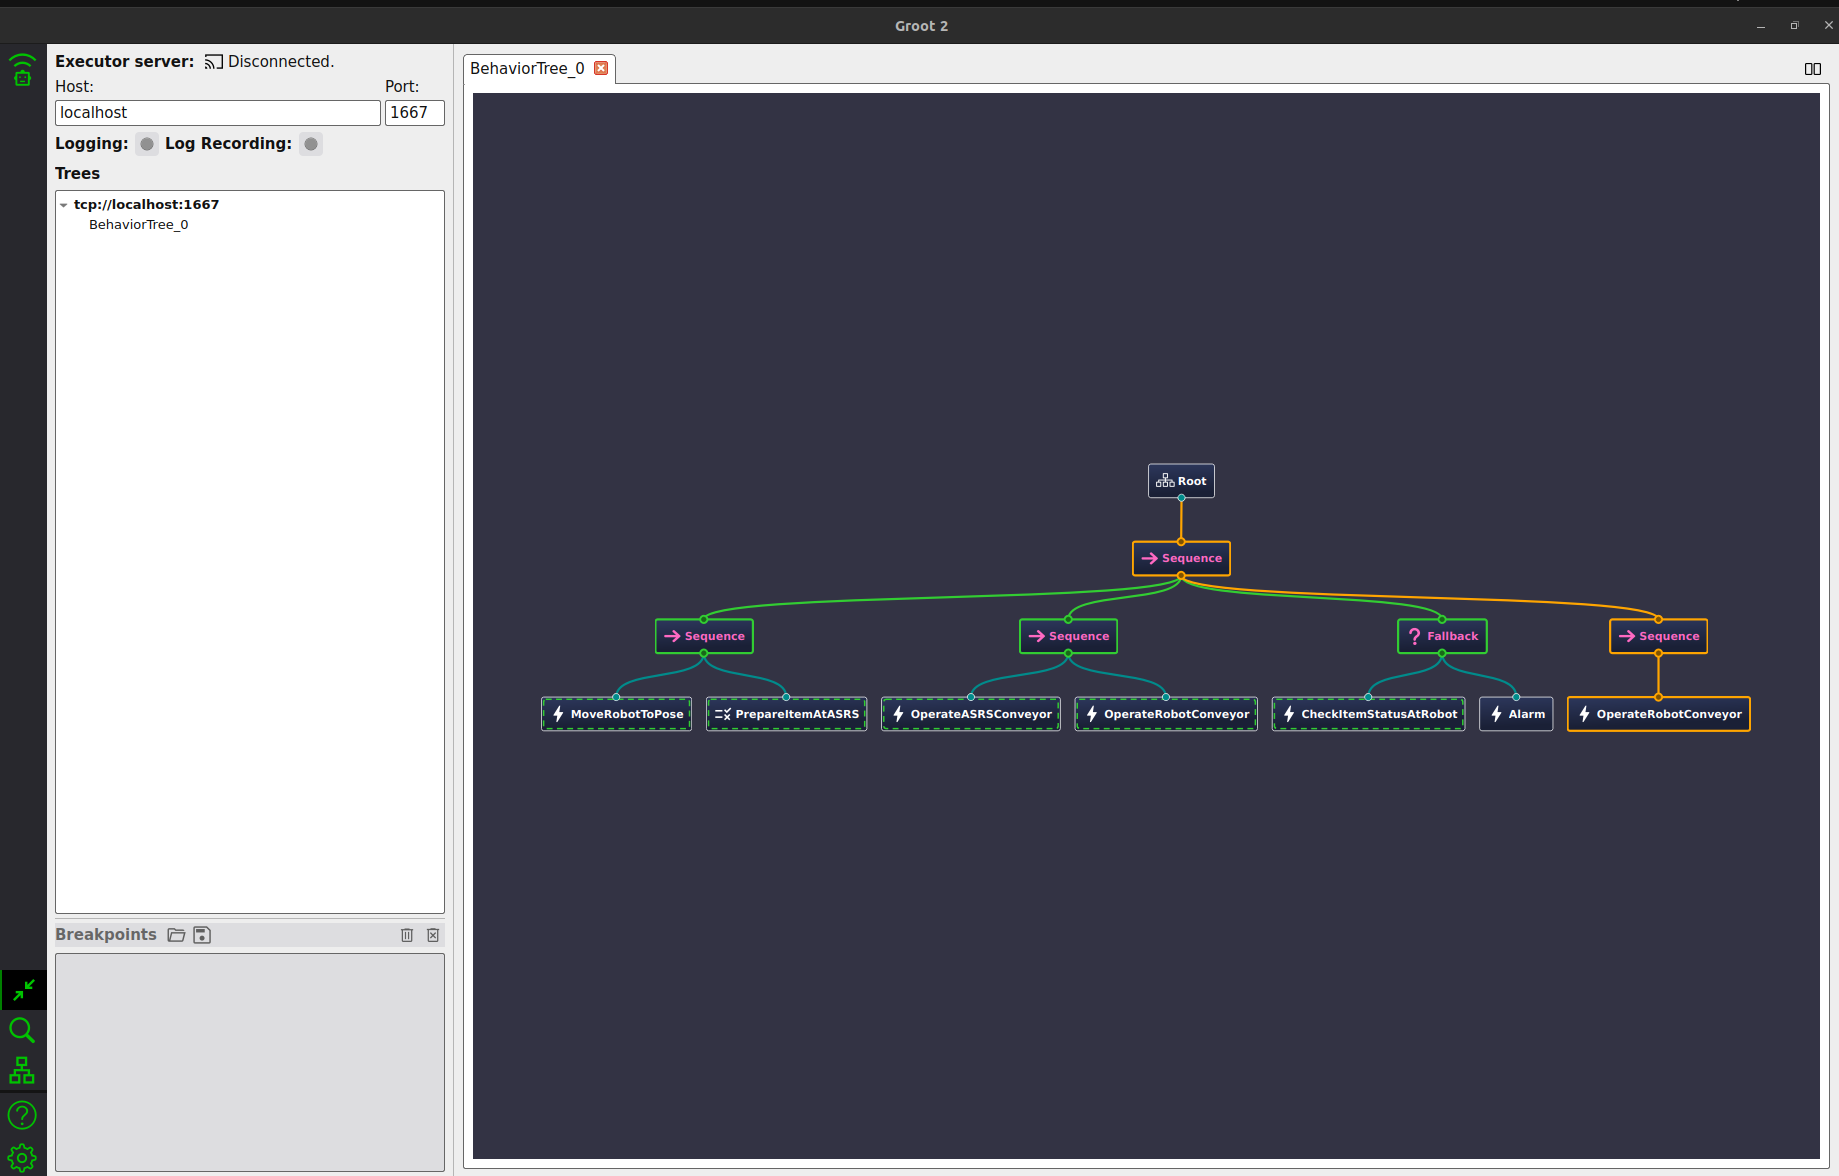 Groot 2
Executor server: Disconnected.
Host: Port:
localhost 1667
Logging: Log Recording:
Trees
tcp://localhost:1667
BehaviorTree_0
Breakpoints
BehaviorTree_0
Root
Sequence
Sequence Sequence Fallback Sequence
MoveRobotToPose PrepareItemAtASRS OperateASRSConveyor OperateRobotConveyor CheckItemStatusAtRobot Alarm OperateRobotConveyor